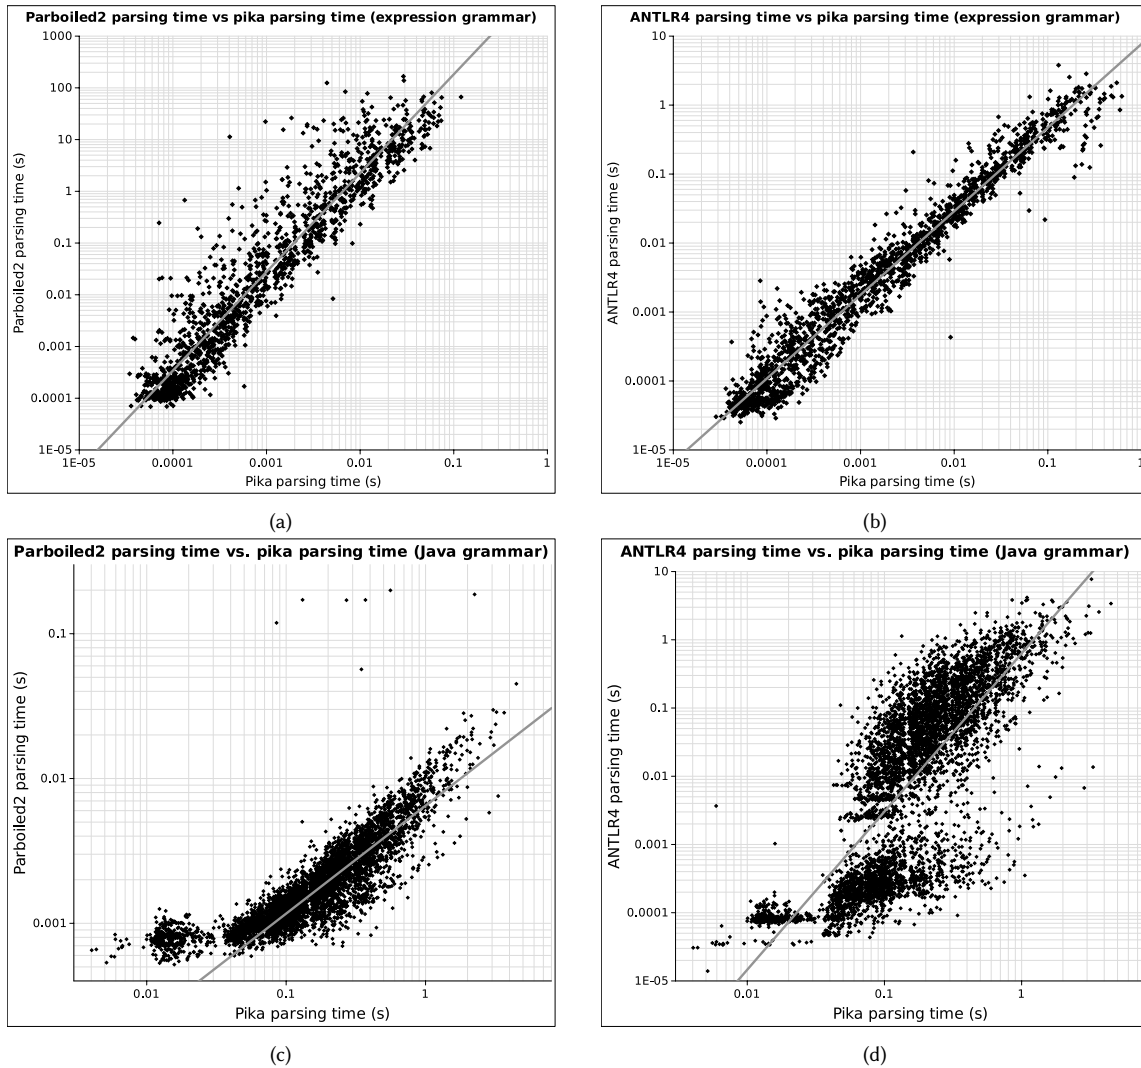 Parboiled2 parsing time vs pika parsing time (expression grammar)
1000
100
10
1
0.1
0.01
0.001
0.0001
1E-05
Parboiled2 parsing time (s)
1E-05 0.0001 0.001 0.01 0.1 1
Pika parsing time (s)
(a)
ANTLR4 parsing time vs pika parsing time (expression grammar)
10
1
0.1
0.01
0.001
0.0001
1E-05
ANTLR4 parsing time (s)
1E-05 0.0001 0.001 0.01 0.1 1
Pika parsing time (s)
(b)
Parboiled2 parsing time vs. pika parsing time (Java grammar)
0.1
0.01
0.001
Parboiled2 parsing time (s)
0.01 0.1 1
Pika parsing time (s)
(c)
ANTLR4 parsing time vs. pika parsing time (Java grammar)
10
1
0.1
0.01
0.001
0.0001
1E-05
ANTLR4 parsing time (s)
0.01 0.1 1
Pika parsing time (s)
(d)